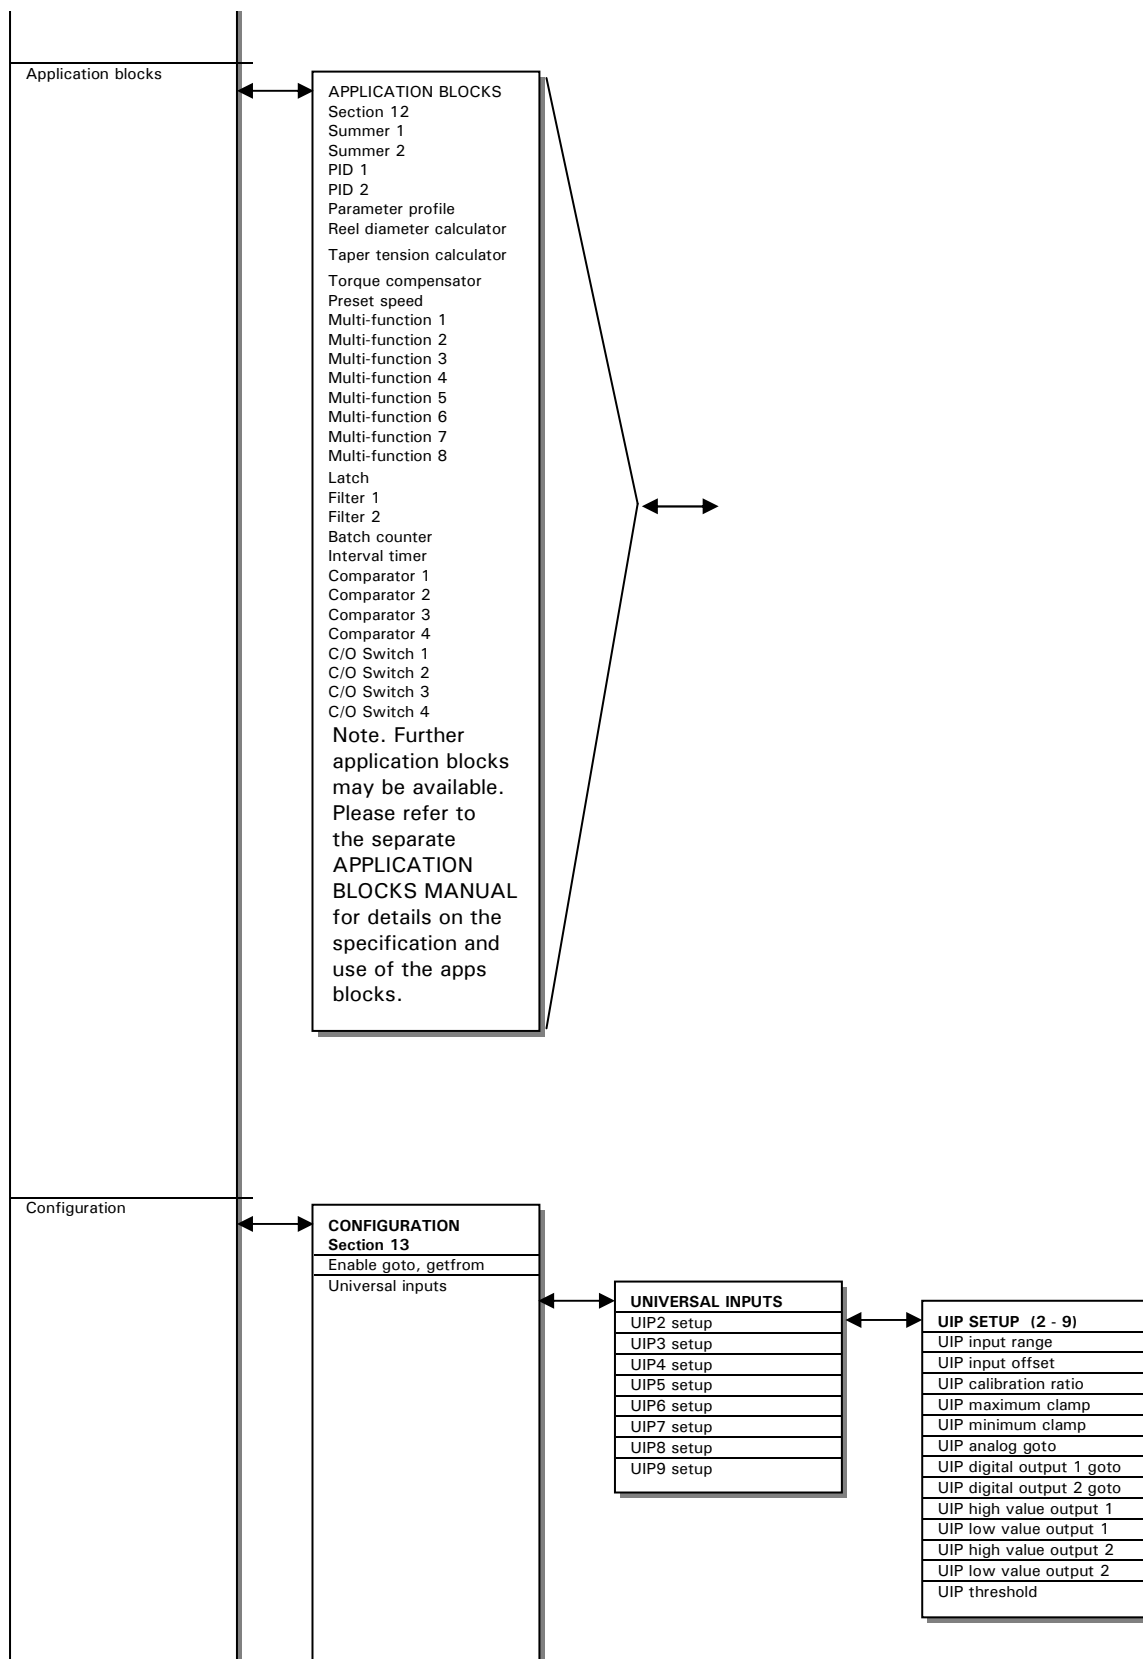 Application blocks
APPLICATION BLOCKS
Section 12
Summer 1
Summer 2
PID 1
PID 2
Parameter profile
Reel diameter calculator
Taper tension calculator
Torque compensator
Preset speed
Multi-function 1
Multi-function 2
Multi-function 3
Multi-function 4
Multi-function 5
Multi-function 6
Multi-function 7
Multi-function 8
Latch
Filter 1
Filter 2
Batch counter
Interval timer
Comparator 1
Comparator 2
Comparator 3
Comparator 4
C/O Switch 1
C/O Switch 2
C/O Switch 3
C/O Switch 4
Note. Further
application blocks
may be available.
Please refer to
the separate
APPLICATION
BLOCKS MANUAL
for details on the
specification and
use of the apps
blocks.
Configuration
CONFIGURATION
Section 13
Enable goto, getfrom
Universal inputs
UNIVERSAL INPUTS
UIP2 setup
UIP3 setup
UIP4 setup
UIP5 setup
UIP6 setup
UIP7 setup
UIP8 setup
UIP9 setup
UIP SETUP (2 - 9)
UIP input range
UIP input offset
UIP calibration ratio
UIP maximum clamp
UIP minimum clamp
UIP analog goto
UIP digital output 1 goto
UIP digital output 2 goto
UIP high value output 1
UIP low value output 1
UIP high value output 2
UIP low value output 2
UIP threshold